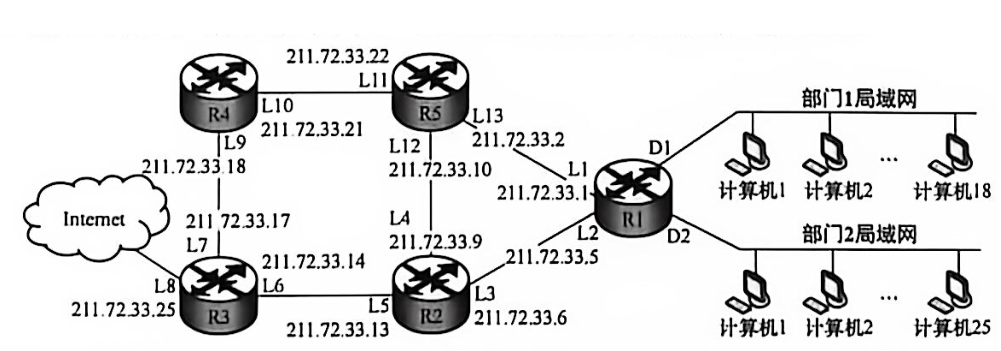 211.72.33.22
R4
L10
L11
R5
L13
211.72.33.21
211.72.33.2
部门1局域网
L9
L12
D1
211.72.33.18
211.72.33.10
L1
计算机1
计算机2
...
计算机18
Internet
211.72.33.17
211.72.33.1
R1
L4
L2
D2
部门2局域网
L7
211.72.33.9
211.72.33.5
211.72.33.14
L8
L6
L5
L3
211.72.33.25
R3
R2
211.72.33.6
211.72.33.13
计算机1
计算机2
...
计算机25